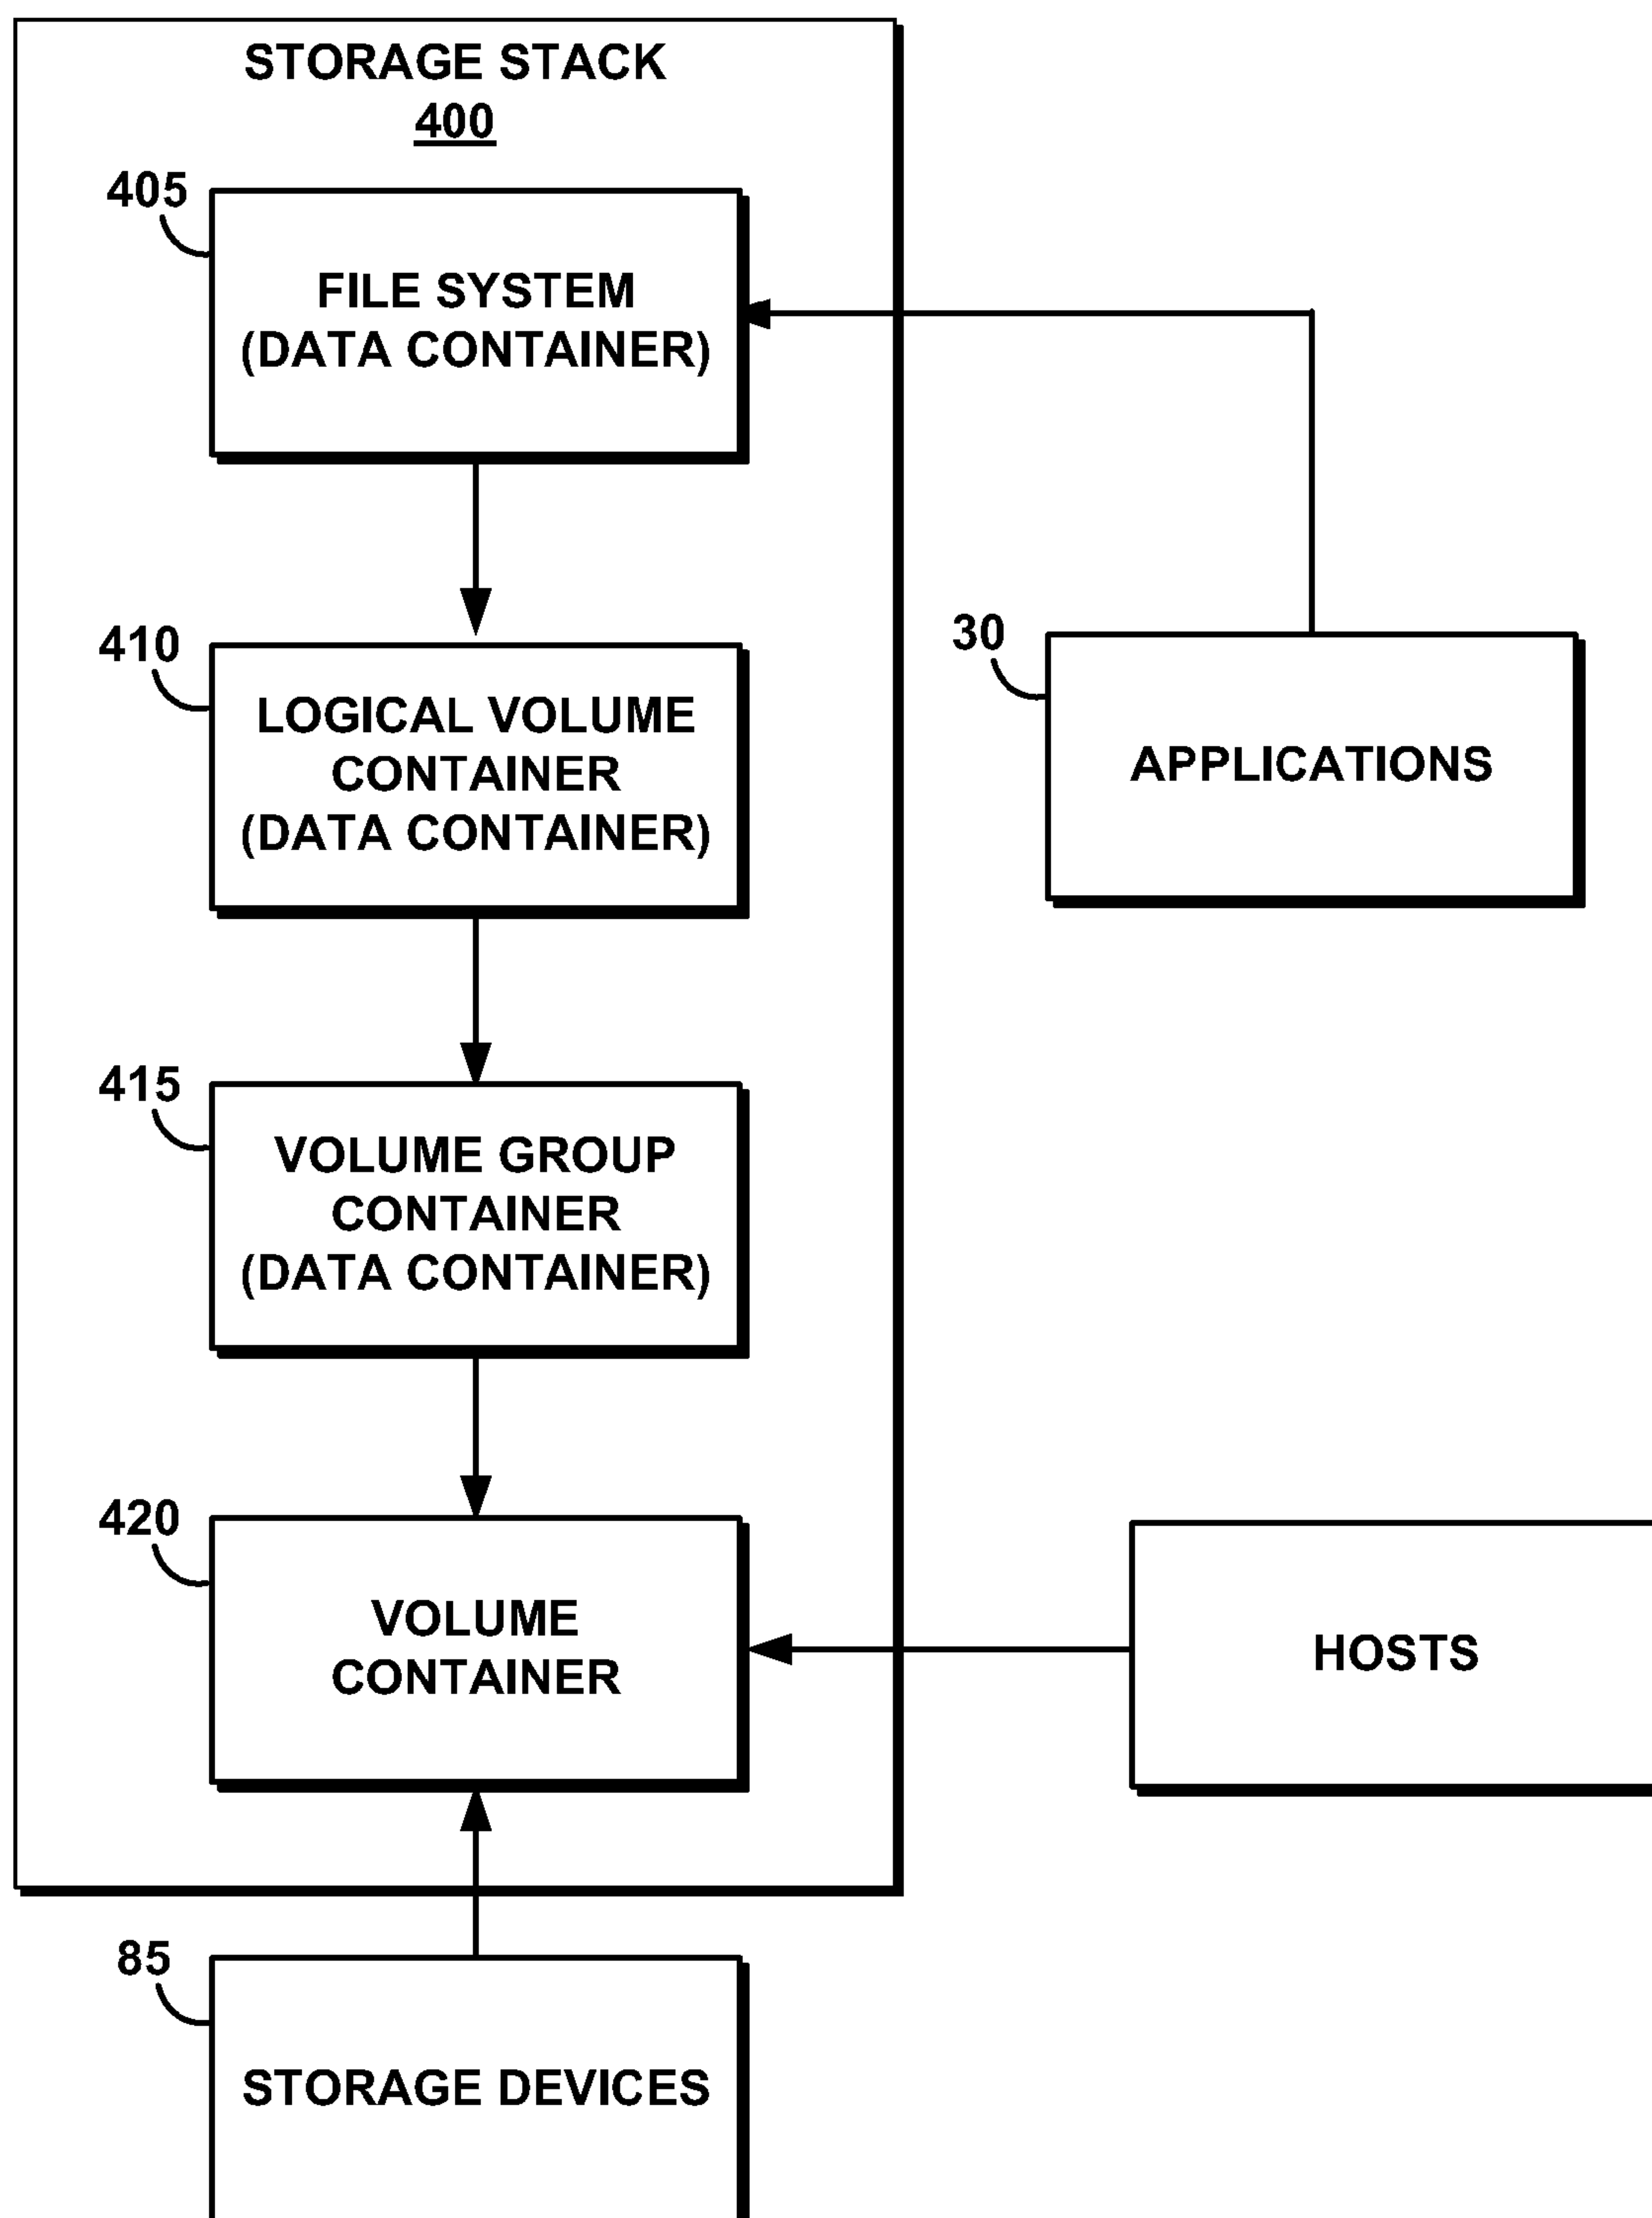 STORAGE STACK
400
405
FILE SYSTEM
(DATA CONTAINER)
410
LOGICAL VOLUME
CONTAINER
(DATA CONTAINER)
30
APPLICATIONS
415
VOLUME GROUP
CONTAINER
(DATA CONTAINER)
420
VOLUME
CONTAINER
HOSTS
85
STORAGE DEVICES